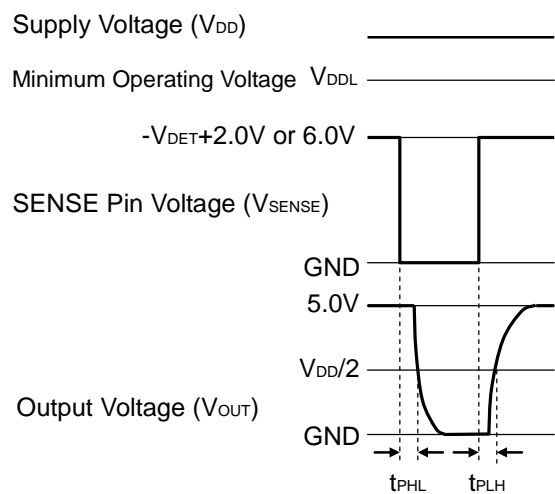 Supply Voltage (VDD)
Minimum Operating Voltage VDDL
-VDET+2.0V or 6.0V
SENSE Pin Voltage (VSENSE)
GND
5.0V
VDD/2
Output Voltage (VOUT)
GND
tPHL tPLH